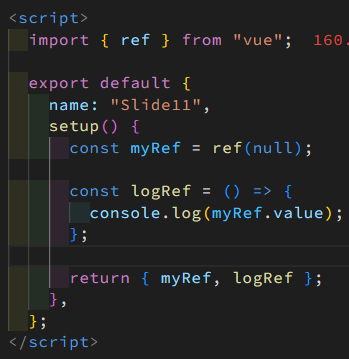 <script>
import { ref } from "vue"; 160.
export default {
name: "Slide11",
setup() {
const myRef = ref(null);
const logRef = () => {
console.log(myRef.value);
};
return { myRef, logRef };
},
};
</script>